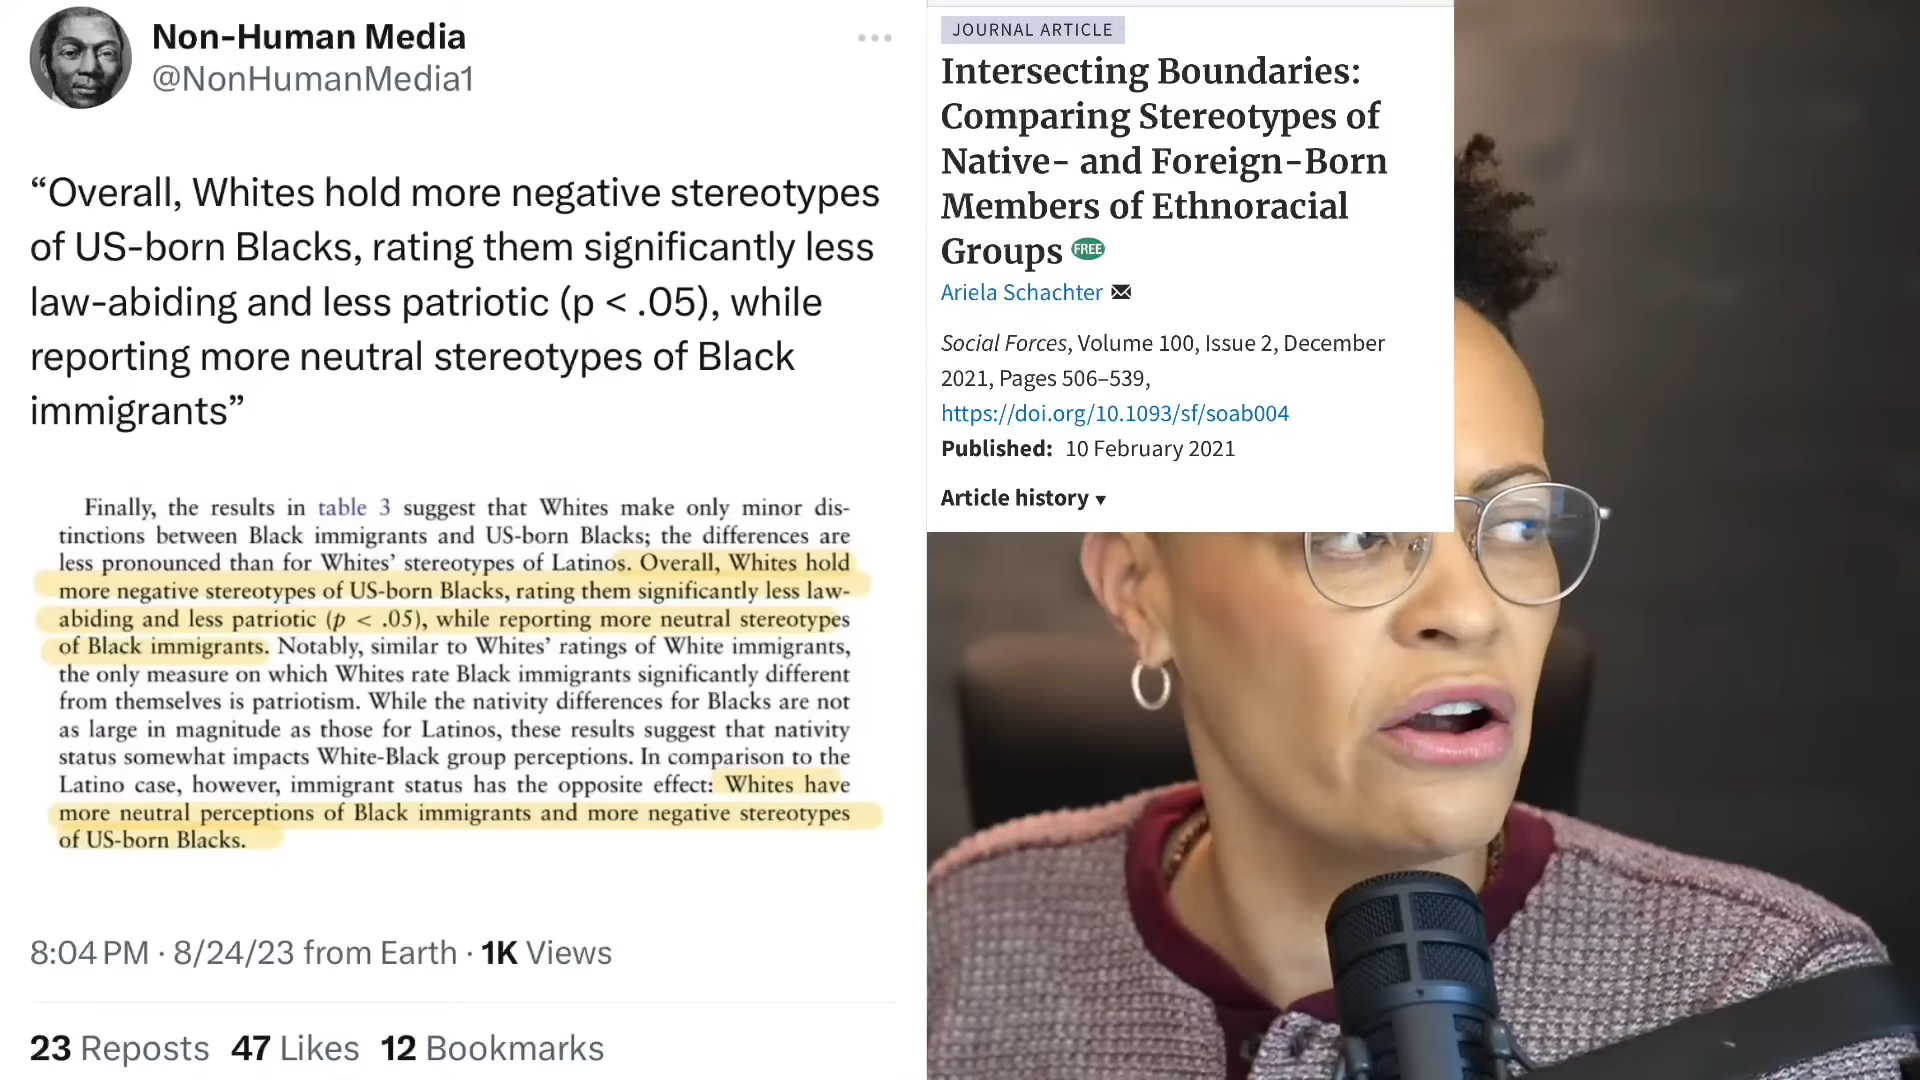 Non-Human Media
@NonHumanMedia1
“Overall, Whites hold more negative stereotypes
of US-born Blacks, rating them significantly less
law-abiding and less patriotic (p < .05), while
reporting more neutral stereotypes of Black
immigrants”
Finally, the results in table 3 suggest that Whites make only minor dis-
tinctions between Black immigrants and US-born Blacks; the differences are
less pronounced than for Whites’ stereotypes of Latinos. Overall, Whites hold
more negative stereotypes of US-born Blacks, rating them significantly less law-
abiding and less patriotic (p < .05), while reporting more neutral stereotypes
of Black immigrants. Notably, similar to Whites’ ratings of White immigrants,
the only measure on which Whites rate Black immigrants significantly different
from themselves is patriotism. While the nativity differences for Blacks are not
as large in magnitude as those for Latinos, these results suggest that nativity
status somewhat impacts White-Black group perceptions. In comparison to the
Latino case, however, immigrant status has the opposite effect: Whites have
more neutral perceptions of Black immigrants and more negative stereotypes
of US-born Blacks.
8:04 PM · 8/24/23 from Earth · 1K Views
23 Reposts 47 Likes 12 Bookmarks
JOURNAL ARTICLE
Intersecting Boundaries:
Comparing Stereotypes of
Native- and Foreign-Born
Members of Ethnoracial
Groups FREE
Ariela Schachter
Social Forces, Volume 100, Issue 2, December
2021, Pages 506–539,
https://doi.org/10.1093/sf/soab004
Published: 10 February 2021
Article history ▾